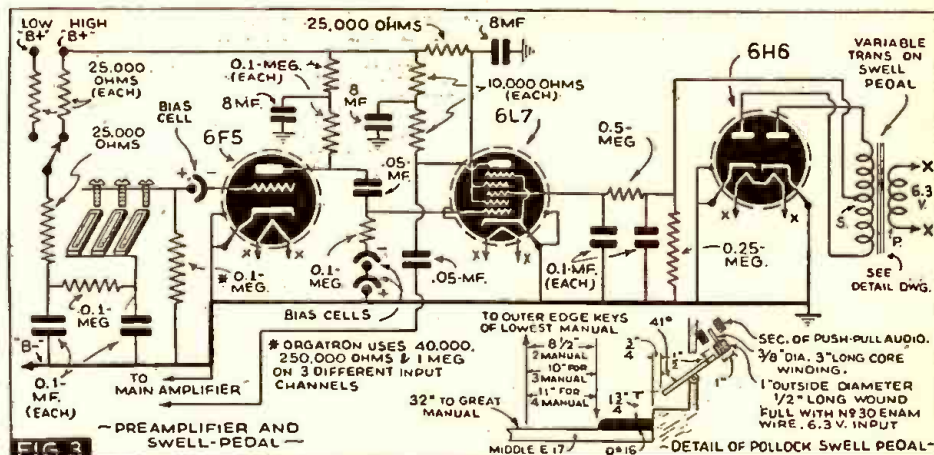 LOW "B+"
HIGH "B+"
25,000 OHMS (EACH)
25,000 OHMS
BIAS CELL
8 MF.
0.1-MEG. (EACH)
6F5
25,000 OHMS
8 MF
8 MF
10,000 OHMS (EACH)
6L7
.05-MF.
0.5-MEG
6H6
VARIABLE TRANS ON SWELL PEDAL
X
6.3 V.
X
S.
P.
SEE DETAIL DWG.
0.1-MEG
* 0.1-MEG.
X
X
0.1-MEG
BIAS CELLS
.05-MF.
X
X
0.1-MF. (EACH)
0.25-MEG.
X
X
"B-"
0.1-MF. (EACH)
TO MAIN AMPLIFIER
* ORGATRON USES 40,000,
250,000 OHMS & 1 MEG
ON 3 DIFFERENT INPUT
CHANNELS
TO OUTER EDGE KEYS
OF LOWEST MANUAL
8 1/2"
2 MANUAL
10" FOR
3 MANUAL
11" FOR
4 MANUAL
32" TO GREAT MANUAL
3/4
41°
1"
1 3/4
1"
SEC. OF PUSH-PULL AUDIO.
3/8" DIA. 3" LONG CORE
WINDING.
1" OUTSIDE DIAMETER
1/2" LONG WOUND
FULL WITH Nº 30 ENAM
WIRE. 6.3 V. INPUT
MIDDLE E 17
~PREAMPLIFIER AND
SWELL-PEDAL~
~DETAIL OF POLLOCK SWELL PEDAL~
FIG. 3